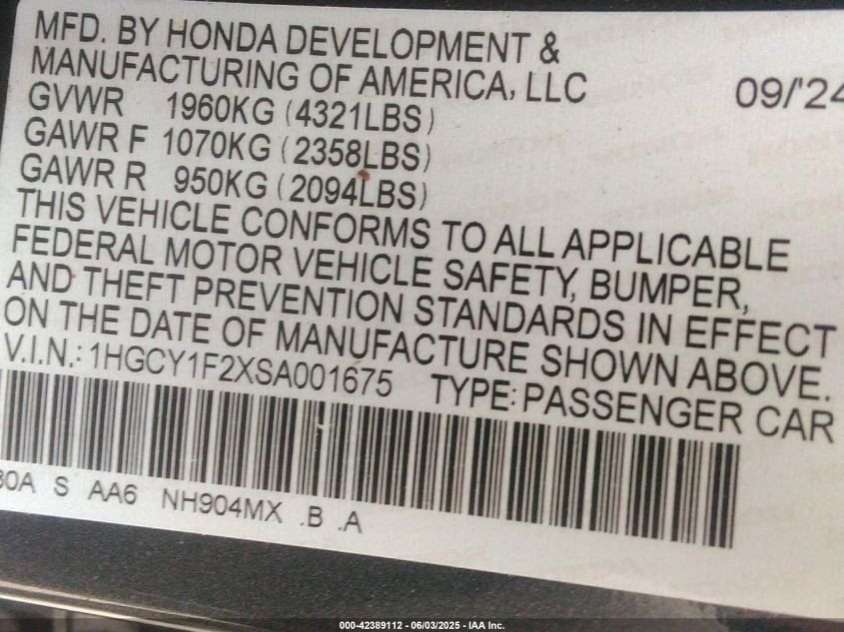 MFD. BY HONDA DEVELOPMENT &
MANUFACTURING OF AMERICA, LLC 09/'24
GVWR 1960KG (4321LBS)
GAWR F 1070KG (2358LBS)
GAWR R 950KG (2094LBS)
THIS VEHICLE CONFORMS TO ALL APPLICABLE
FEDERAL MOTOR VEHICLE SAFETY, BUMPER,
AND THEFT PREVENTION STANDARDS IN EFFECT
ON THE DATE OF MANUFACTURE SHOWN ABOVE.
V.I.N.: 1HGCY1F2XSA001675 TYPE: PASSENGER CAR
S AA6 NH904MX .B .A
000-42389112 - 06/03/2025 - IAA Inc.